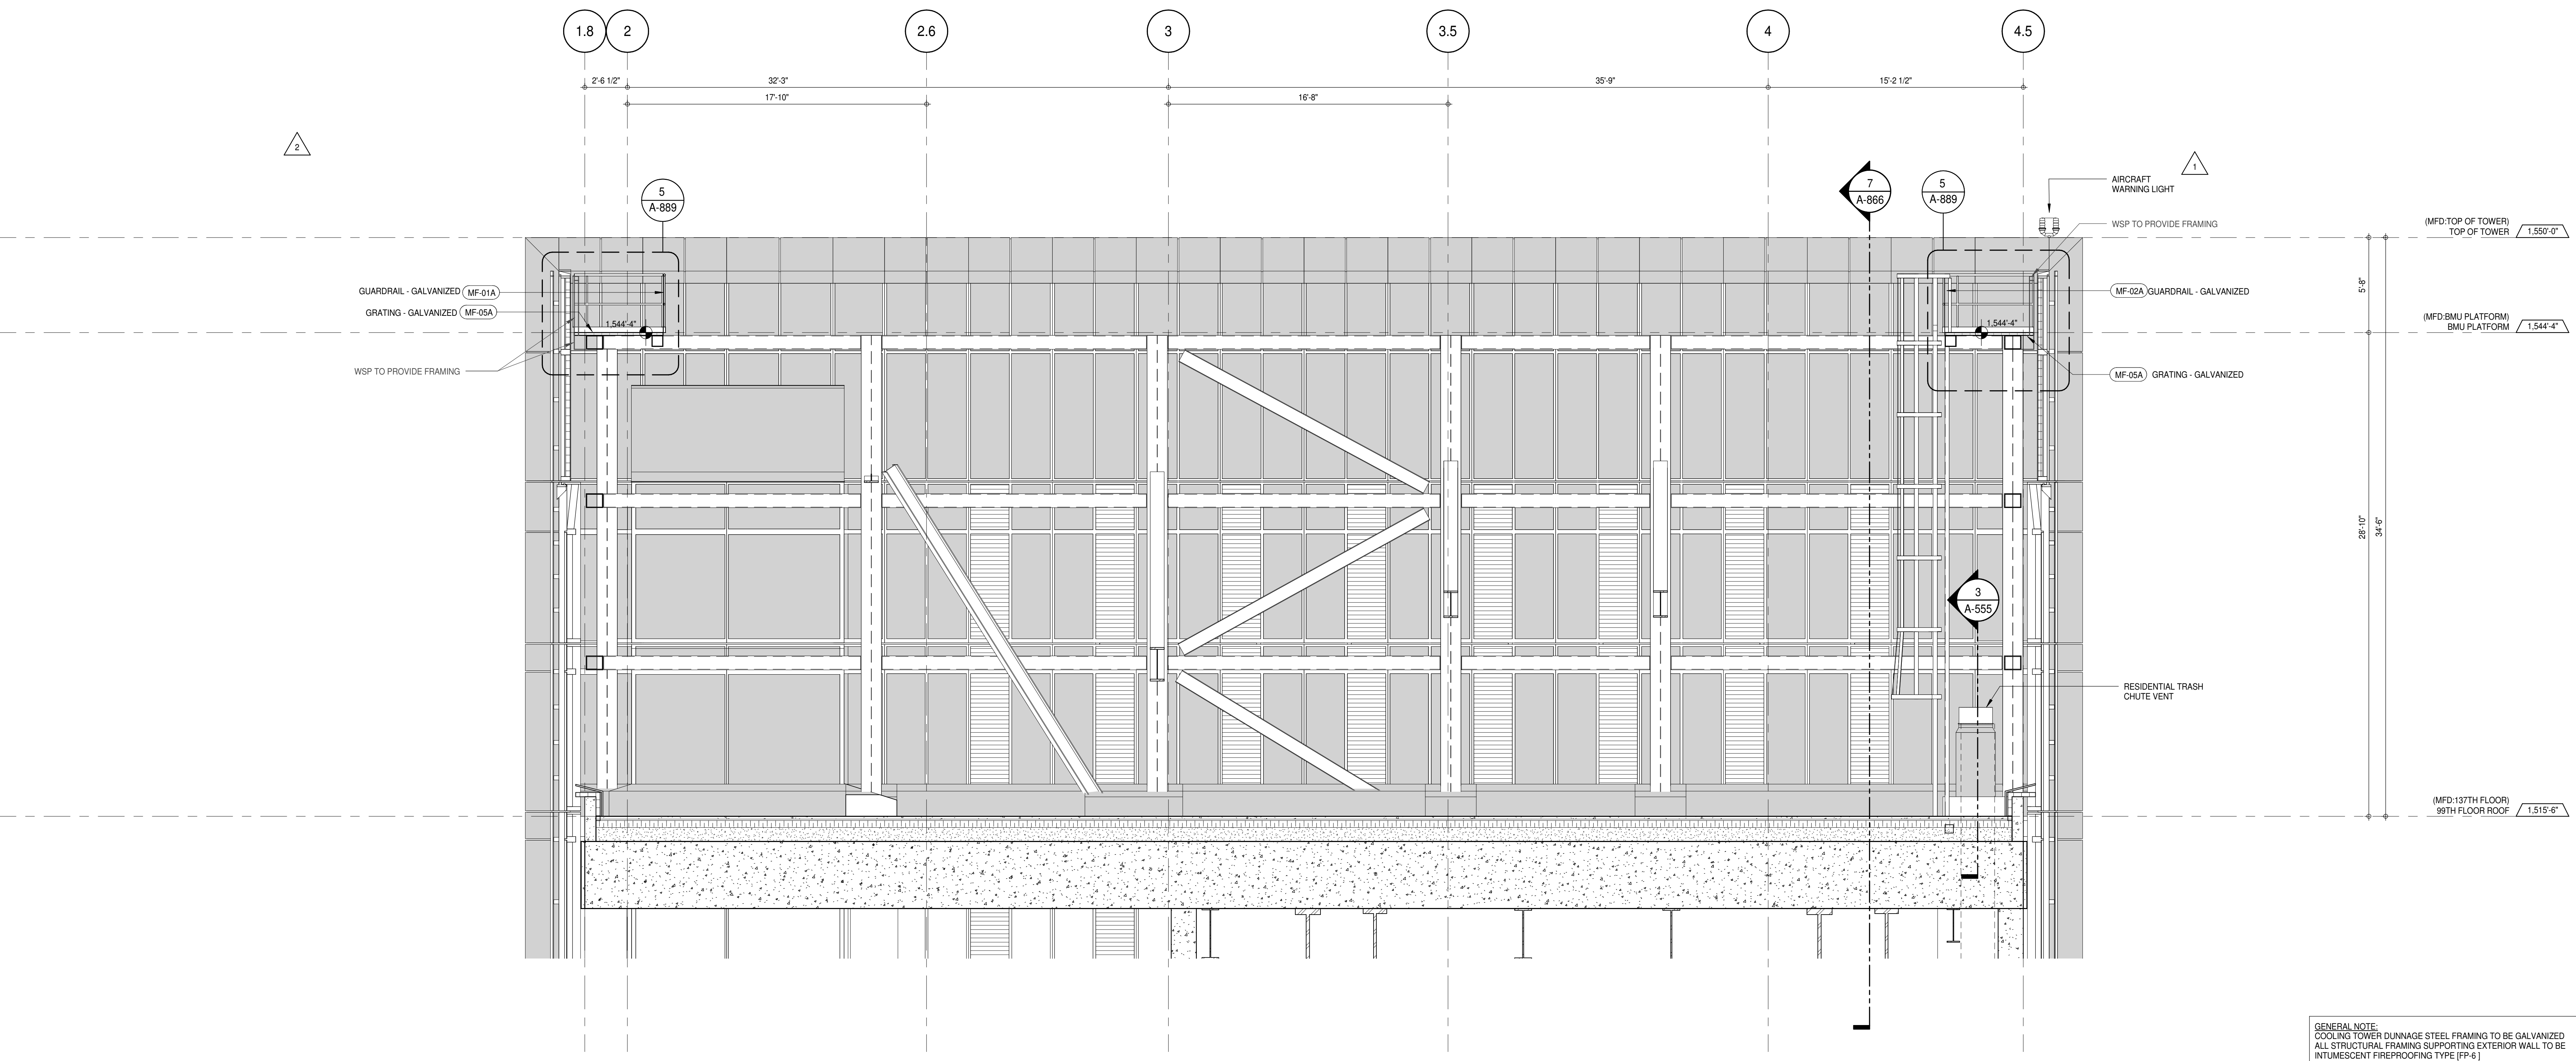 1.8 2 2.6 3 3.5 4 4.5
2'-6 1/2" 32'-3" 35'-9" 15'-2 1/2"
17'-10" 16'-8"
2
1
5
A-889
7
A-866
5
A-889
AIRCRAFT
WARNING LIGHT
WSP TO PROVIDE FRAMING
(MFD:TOP OF TOWER)
TOP OF TOWER 1,550'-0"
GUARDRAIL - GALVANIZED MF-01A
GRATING - GALVANIZED MF-05A
1,544'-4"
WSP TO PROVIDE FRAMING
MF-02A GUARDRAIL - GALVANIZED
1,544'-4"
5'-8"
(MFD:BMU PLATFORM)
BMU PLATFORM 1,544'-4"
MF-05A GRATING - GALVANIZED
28'-10"
34'-6"
3
A-555
RESIDENTIAL TRASH
CHUTE VENT
(MFD:137TH FLOOR)
99TH FLOOR ROOF 1,515'-6"
GENERAL NOTE:
COOLING TOWER DUNNAGE STEEL FRAMING TO BE GALVANIZED
ALL STRUCTURAL FRAMING SUPPORTING EXTERIOR WALL TO BE
INTUMESCENT FIREPROOFING TYPE [FP-6 ]